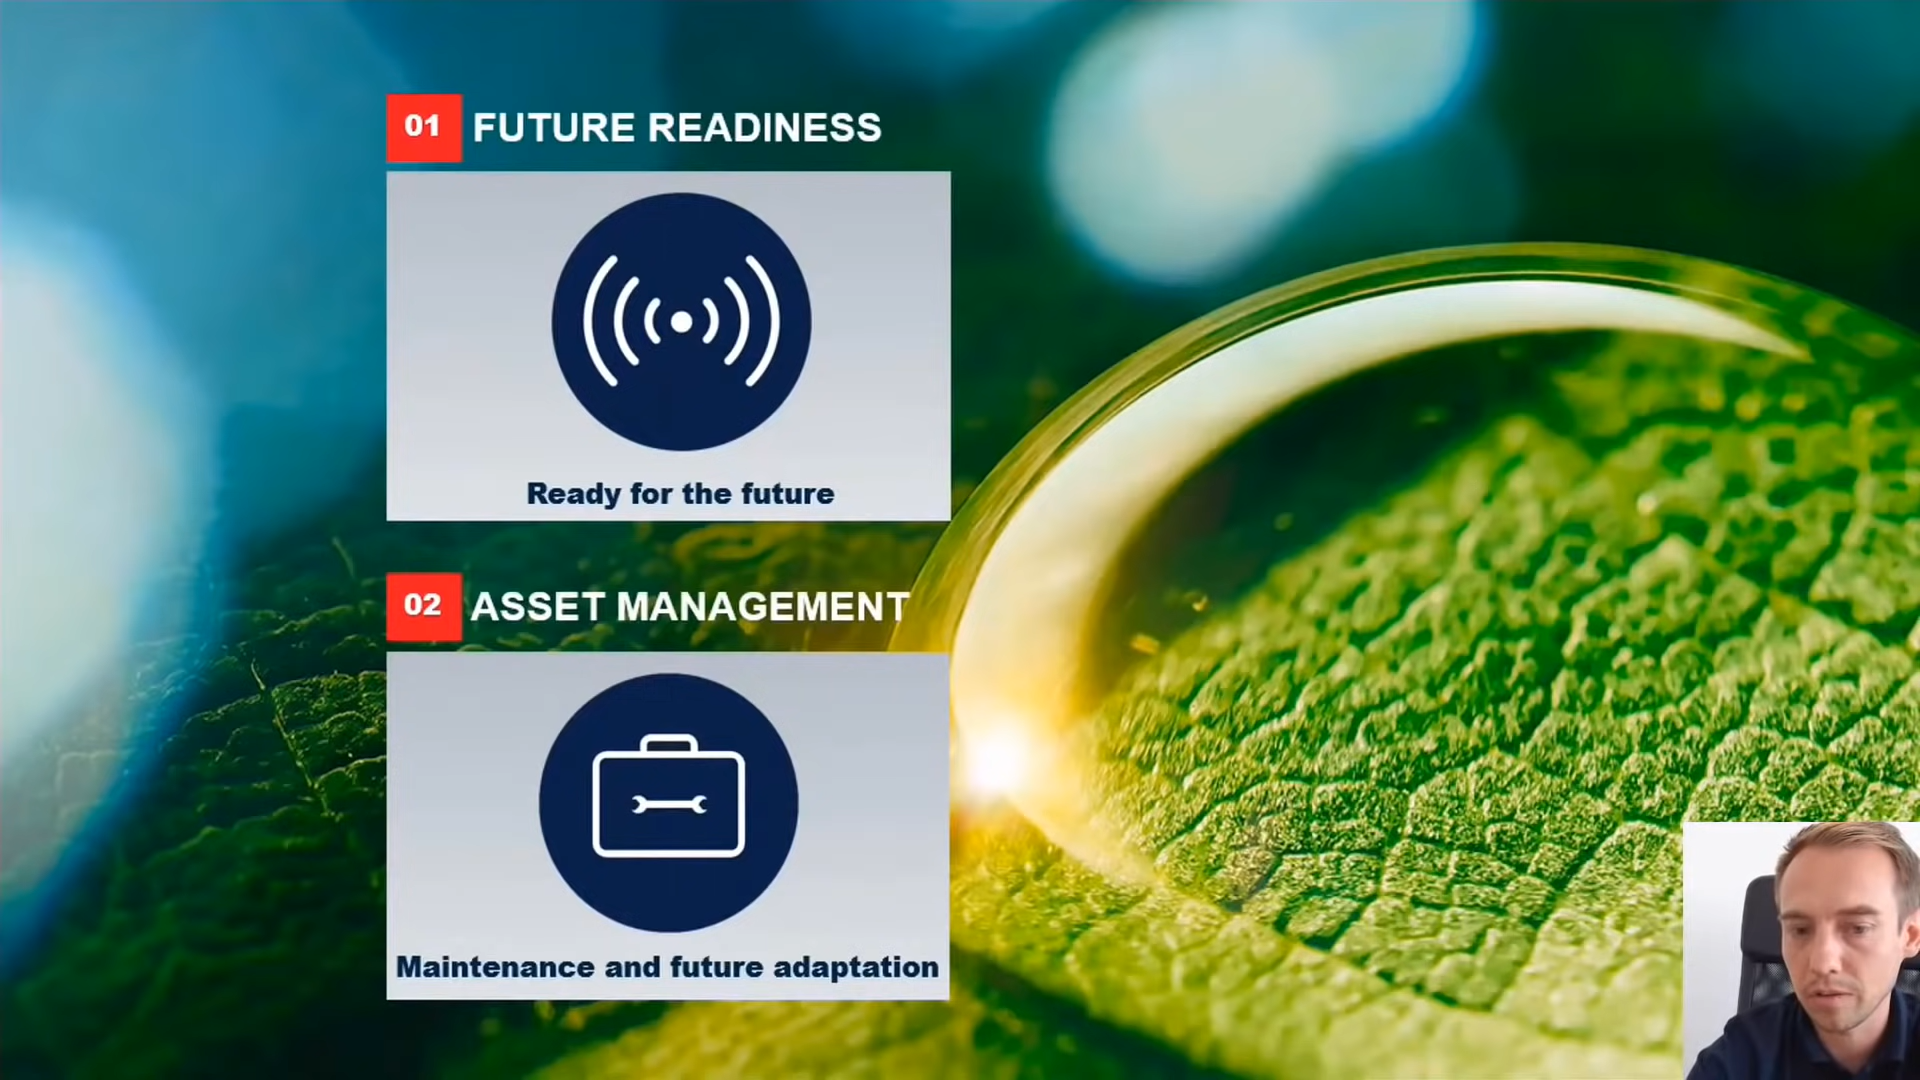 01 FUTURE READINESS
Ready for the future
02 ASSET MANAGEMENT
Maintenance and future adaptation